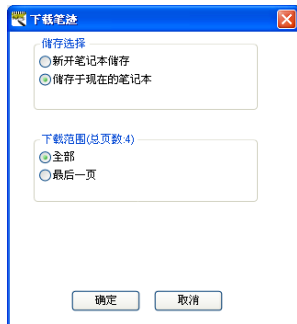 下载笔迹
储存选择
新开笔记本储存
储存于现在的笔记本
下载范围(总页数:4)
全部
最后一页
确定
取消